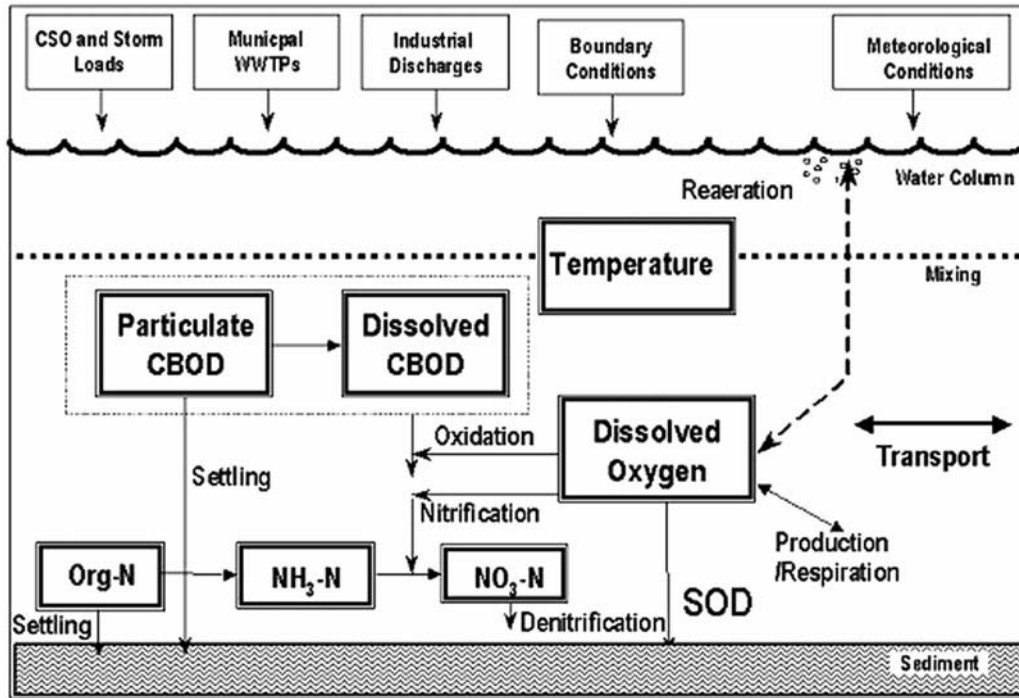 CSO and Storm
Loads
Municpal
WWTPs
Industrial
Discharges
Boundary
Conditions
Meteorological
Conditions
Reaeration
Water Column
Temperature
Mixing
Particulate
CBOD
Dissolved
CBOD
Oxidation
Dissolved
Oxygen
Transport
Settling
Nitrification
Production
/Respiration
Org-N
NH₃-N
NO₃-N
SOD
Settling
Denitrification
Sediment